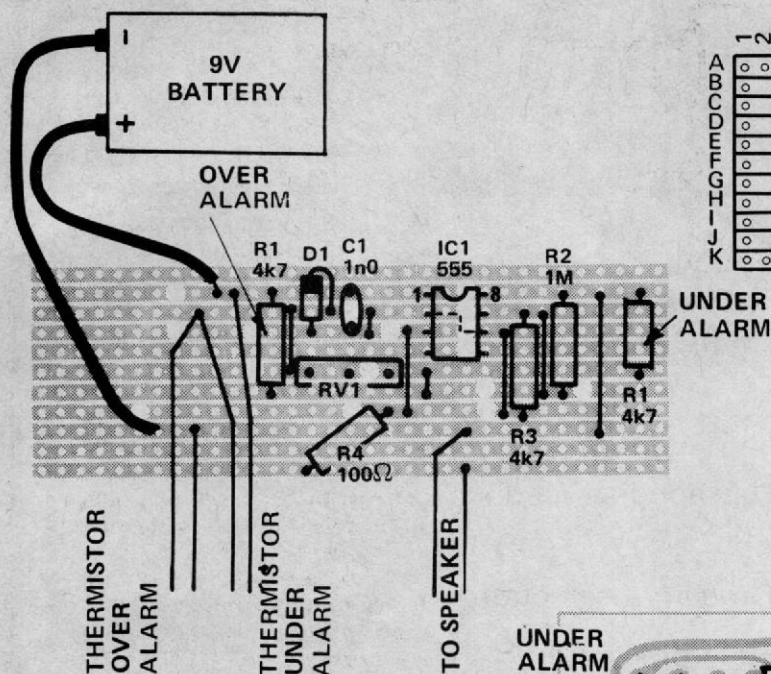 -
9V
BATTERY
+
OVER
ALARM
R1
4k7
D1
C1
1n0
IC1
555
R2
1M
1
8
UNDER
ALARM
RV1
R1
4k7
R4
100Ω
R3
4k7
THERMISTOR
OVER
ALARM
THERMISTOR
UNDER
ALARM
TO SPEAKER
1 2
A
B
C
D
E
F
G
H
I
J
K
UNDER
ALARM